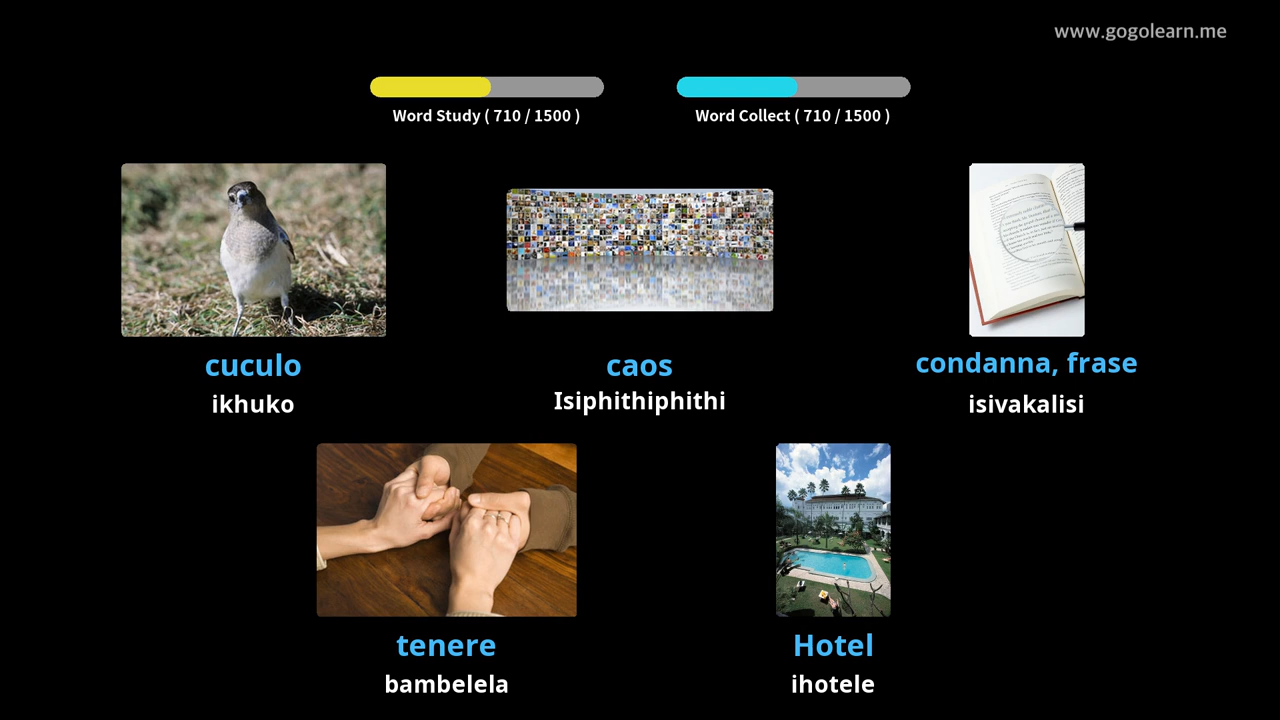 www.gogolearn.me
Word Study ( 710 / 1500 )
Word Collect ( 710 / 1500 )
cuculo
ikhuko
caos
Isiphithiphithi
condanna, frase
isivakalisi
tenere
bambelela
Hotel
ihotele